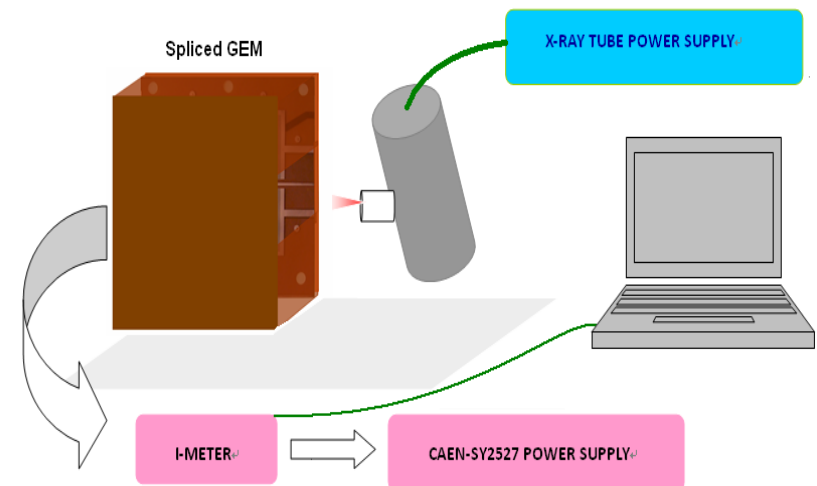 X-RAY TUBE POWER SUPPLY↵
Spliced GEM
I-METER↵
CAEN-SY2527 POWER SUPPLY↵